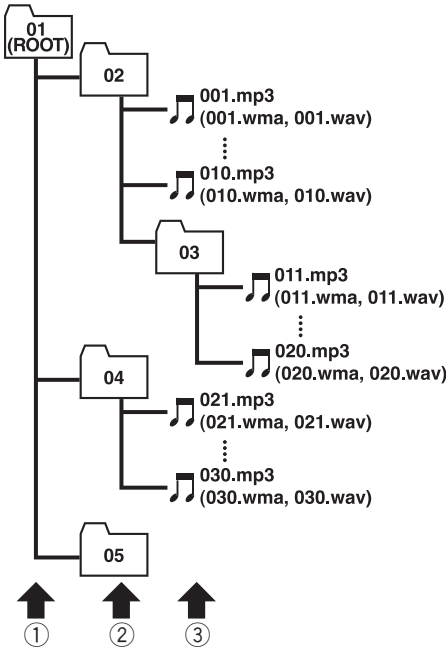 01
(ROOT)
02
001.mp3
(001.wma, 001.wav)
010.mp3
(010.wma, 010.wav)
03
011.mp3
(011.wma, 011.wav)
020.mp3
(020.wma, 020.wav)
04
021.mp3
(021.wma, 021.wav)
030.mp3
(030.wma, 030.wav)
05
① ② ③